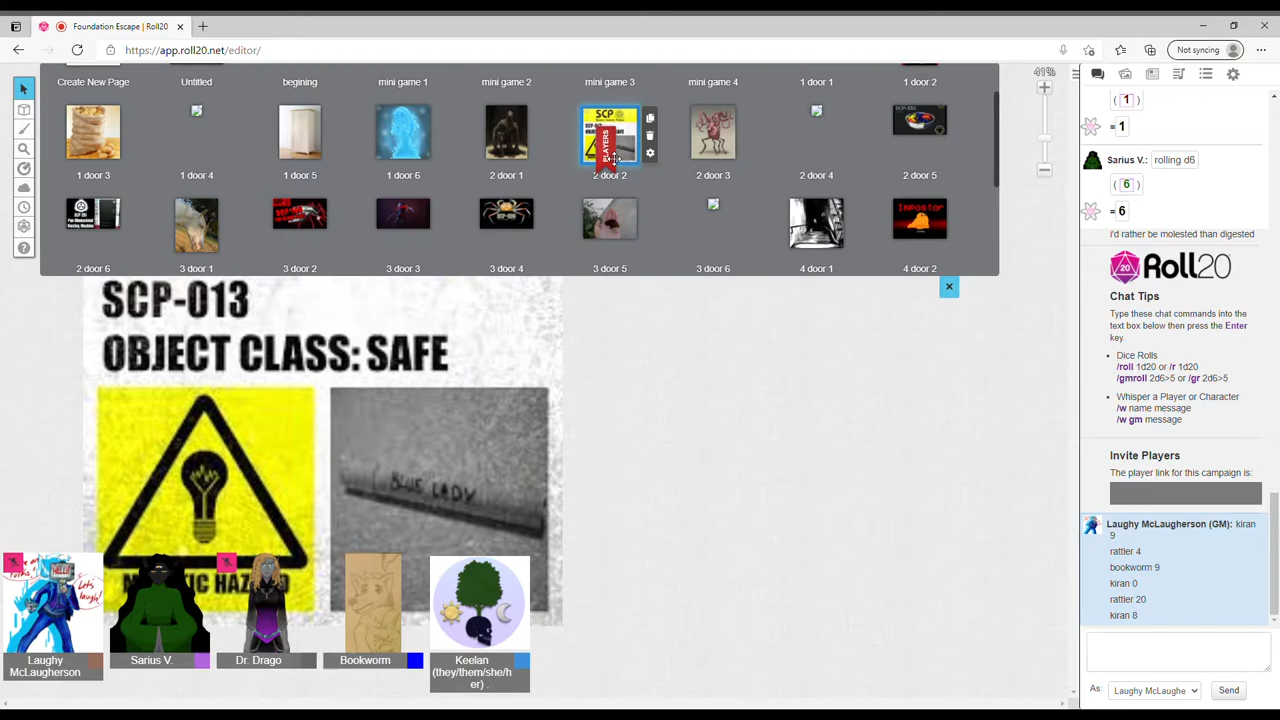 Foundation Escape | Roll20
https://app.roll20.net/editor/
Not syncing
41%
Create New Page
Untitled
begining
mini game 1
mini game 2
mini game 3
mini game 4
1 door 1
1 door 2
PLAYERS
1 door 3
1 door 4
1 door 5
1 door 6
2 door 1
2 door 2
2 door 3
2 door 4
2 door 5
Impostor
2 door 6
3 door 1
3 door 2
3 door 3
3 door 4
3 door 5
3 door 6
4 door 1
4 door 2
SCP-013
OBJECT CLASS: SAFE
BLUE LADY
Let's
laugh!
Laughy
McLaugherson
Sarius V.
Dr. Drago
Bookworm
Keelan
(they/them/she/h
er) .
( 1 )
= 1
Sarius V.: rolling d6
( 6 )
= 6
i'd rather be molested than digested
Roll20
Chat Tips
Type these chat commands into the
text box below then press the Enter
key.
Dice Rolls
/roll 1d20 or /r 1d20
/gmroll 2d6>5 or /gr 2d6>5
Whisper a Player or Character
/w name message
/w gm message
Invite Players
The player link for this campaign is:
Laughy McLaugherson (GM): kiran
9
rattler 4
bookworm 9
kiran 0
rattler 20
kiran 8
As:
Laughy McLaughe
Send